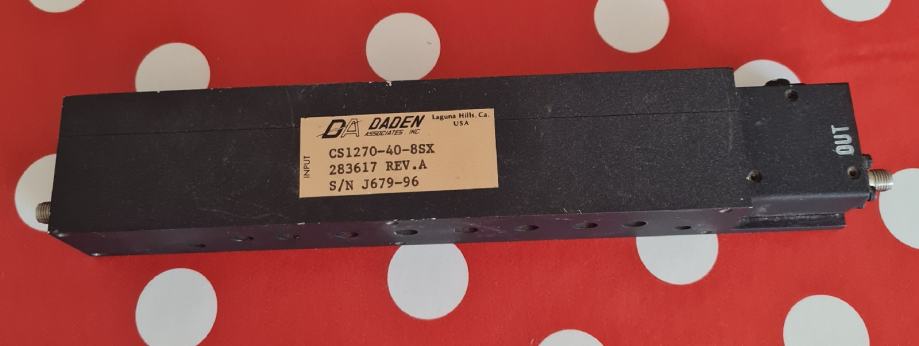 DA DADEN
ASSOCIATES INC
Laguna Hills, Ca.
USA
INPUT
CS1270-40-8SX
283617 REV.A
S/N J679-96
OUT